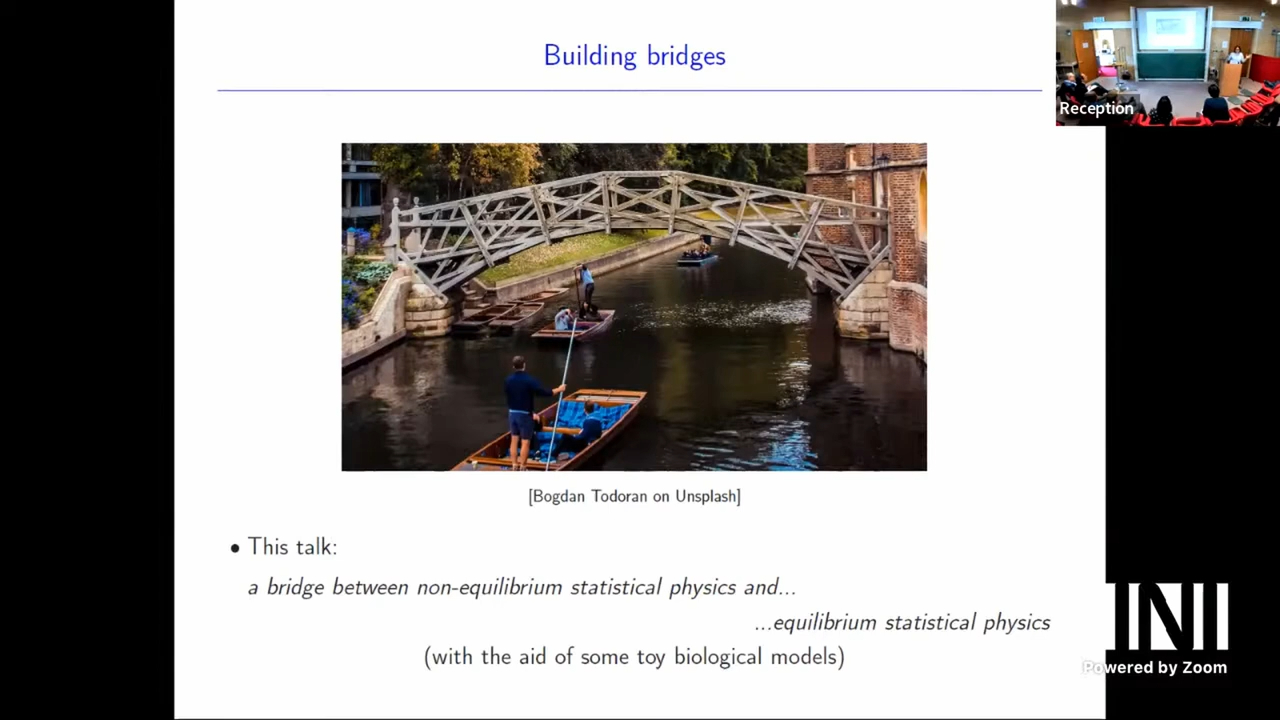 Building bridges
Reception
[Bogdan Todoran on Unsplash]
• This talk:
a bridge between non-equilibrium statistical physics and...
...equilibrium statistical physics
(with the aid of some toy biological models)
INI
Powered by Zoom